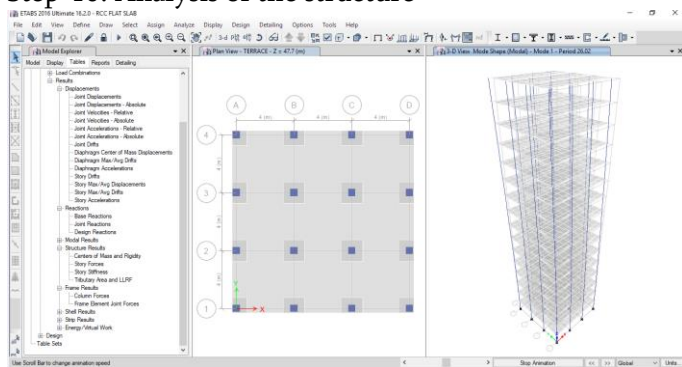 Step-10: Analysis of the structure
ETABS 2016 Ultimate 16.2.0 - RCC FLAT SLAB
File Edit View Define Draw Select Assign Analyze Display Design Detailing Options Tools Help
Model Explorer
Model Display Tables Reports Detailing
Load Combinations
Results
Displacements
Joint Displacements
Joint Displacements - Absolute
Joint Velocities - Relative
Joint Velocities - Absolute
Joint Accelerations - Relative
Joint Accelerations - Absolute
Joint Drifts
Diaphragm Center of Mass Displacements
Diaphragm Max/Avg Drifts
Diaphragm Accelerations
Story Drifts
Story Max/Avg Displacements
Story Max/Avg Drifts
Story Accelerations
Reactions
Base Reactions
Joint Reactions
Design Reactions
Modal Results
Structure Results
Centers of Mass and Rigidity
Story Forces
Story Stiffness
Tributary Area and LLRF
Frame Results
Column Forces
Frame Element Joint Forces
Shell Results
Strip Results
Energy/Virtual Work
Design
Table Sets
Plan View - TERRACE - Z = 47.7 (m)
A B C D
4 (m) 4 (m) 4 (m)
4
3
2
1
Y
X
3-D View Mode Shape (Modal) - Mode 1 - Period 26.02
Use Scroll Bar to change animation speed
Stop Animation << >> Global Units...